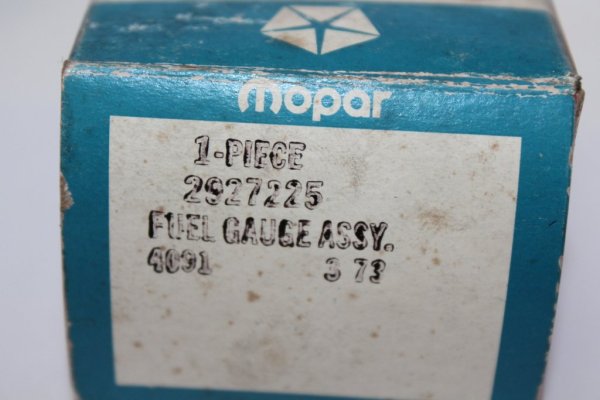 mopar
1-PIECE
2927225
FUEL GAUGE ASSY.
4091 3 73